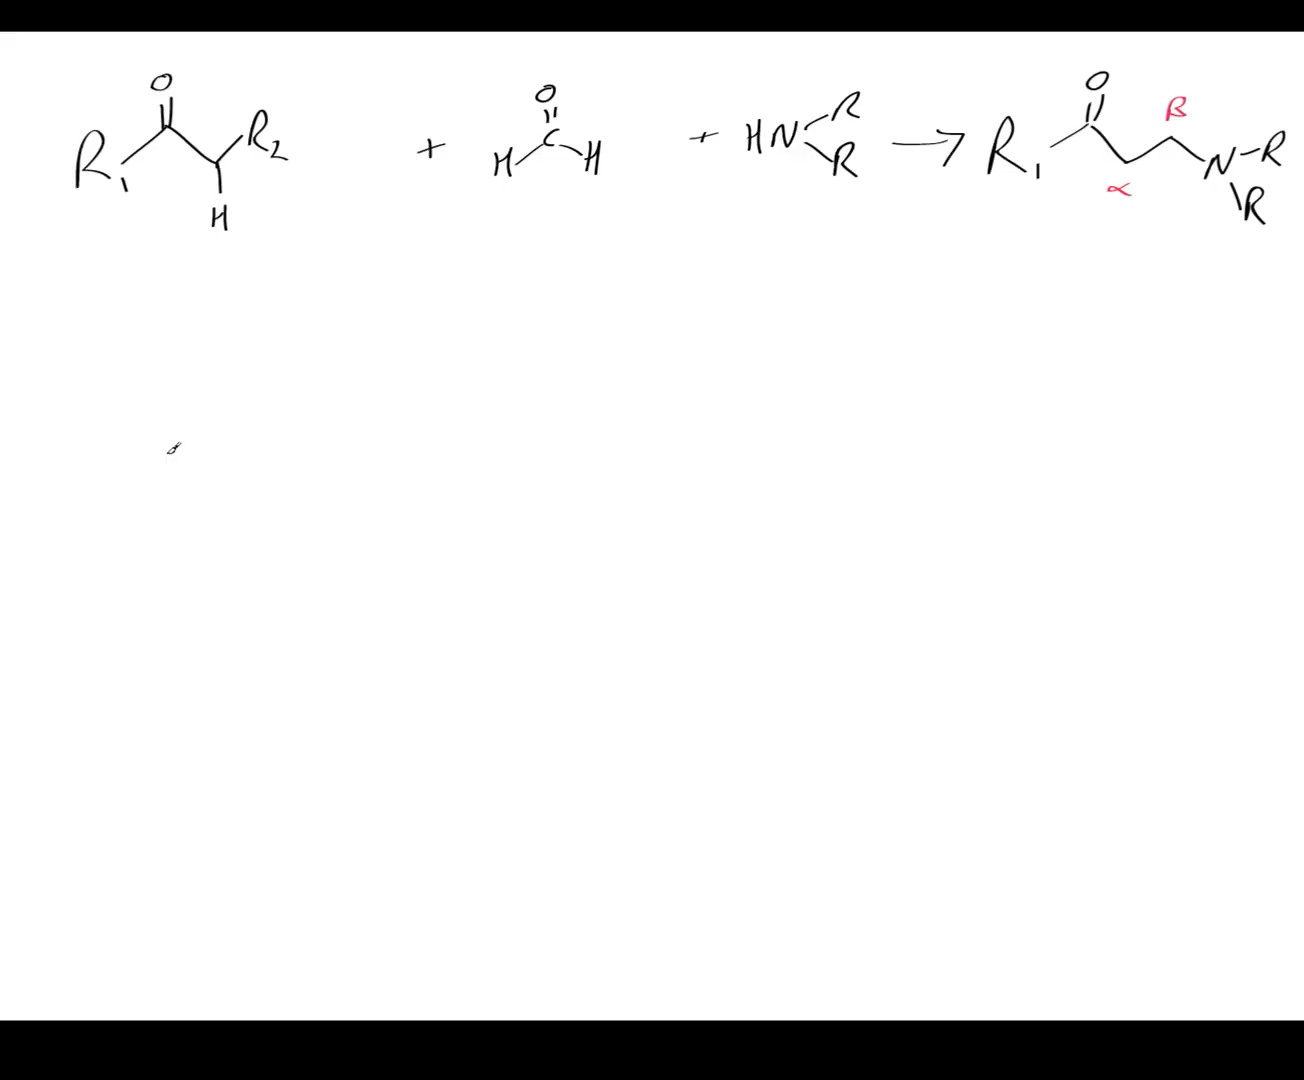 R₁ O R₂ H + O H C H + HN R R → R₁ O α β N R R